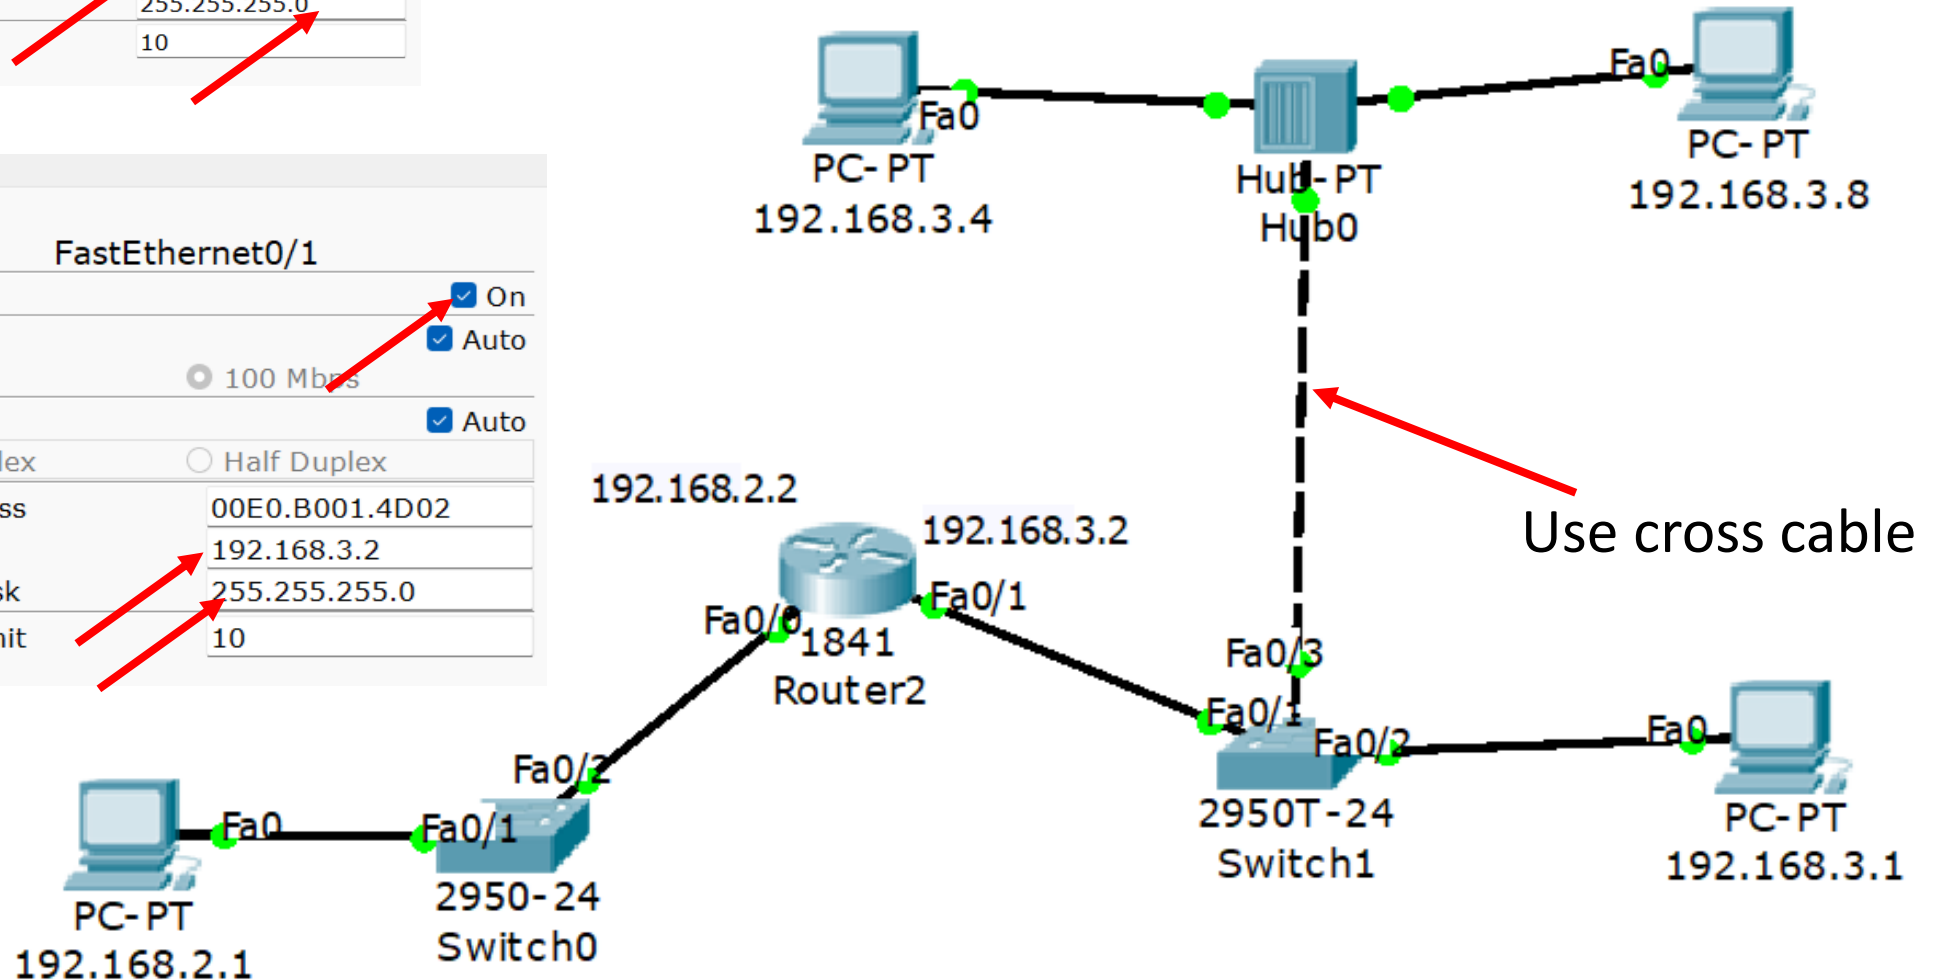 255.255.255.0
10
FastEthernet0/1
On
Auto
100 Mbps
Auto
lex
Half Duplex
ss
00E0.B001.4D02
192.168.3.2
sk
255.255.255.0
nit
10
Fa0
PC-PT
192.168.3.4
Hub-PT
Hub0
Fa0
PC-PT
192.168.3.8
Use cross cable
192.168.2.2
192.168.3.2
Fa0/0
Fa0/1
1841
Router2
Fa0/3
Fa0/1
Fa0/2
2950T-24
Switch1
Fa0
PC-PT
192.168.3.1
Fa0/2
Fa0
Fa0/1
2950-24
Switch0
PC-PT
192.168.2.1